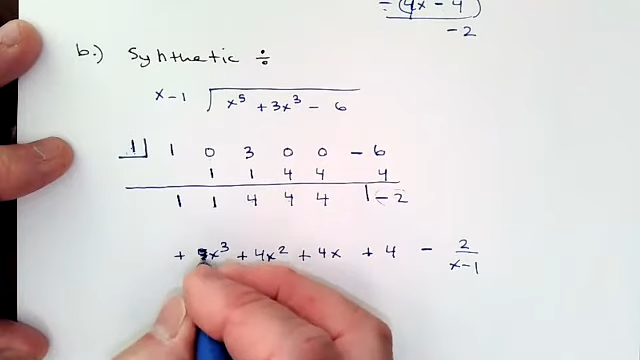 - (4x - 4)
- 2
b.) Synthetic ÷
x-1 x⁵ + 3x³ - 6
1 1 0 3 0 0 - 6
1 1 4 4 4
1 1 4 4 4 - 2
+ x³ + 4x² + 4x + 4 - 2/(x-1)